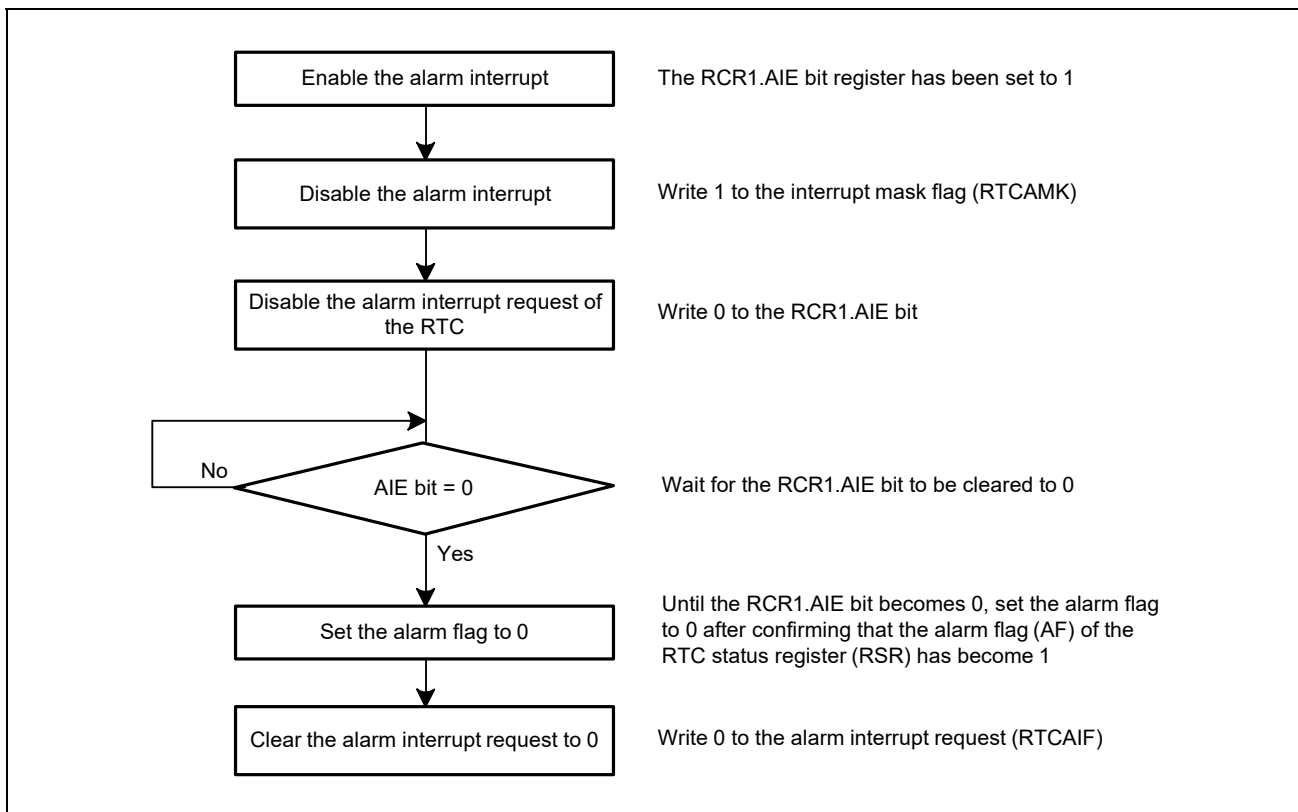 Enable the alarm interrupt
The RCR1.AIE bit register has been set to 1
Disable the alarm interrupt
Write 1 to the interrupt mask flag (RTCAMK)
Disable the alarm interrupt request of
the RTC
Write 0 to the RCR1.AIE bit
No
AIE bit = 0
Wait for the RCR1.AIE bit to be cleared to 0
Yes
Set the alarm flag to 0
Until the RCR1.AIE bit becomes 0, set the alarm flag
to 0 after confirming that the alarm flag (AF) of the
RTC status register (RSR) has become 1
Clear the alarm interrupt request to 0
Write 0 to the alarm interrupt request (RTCAIF)